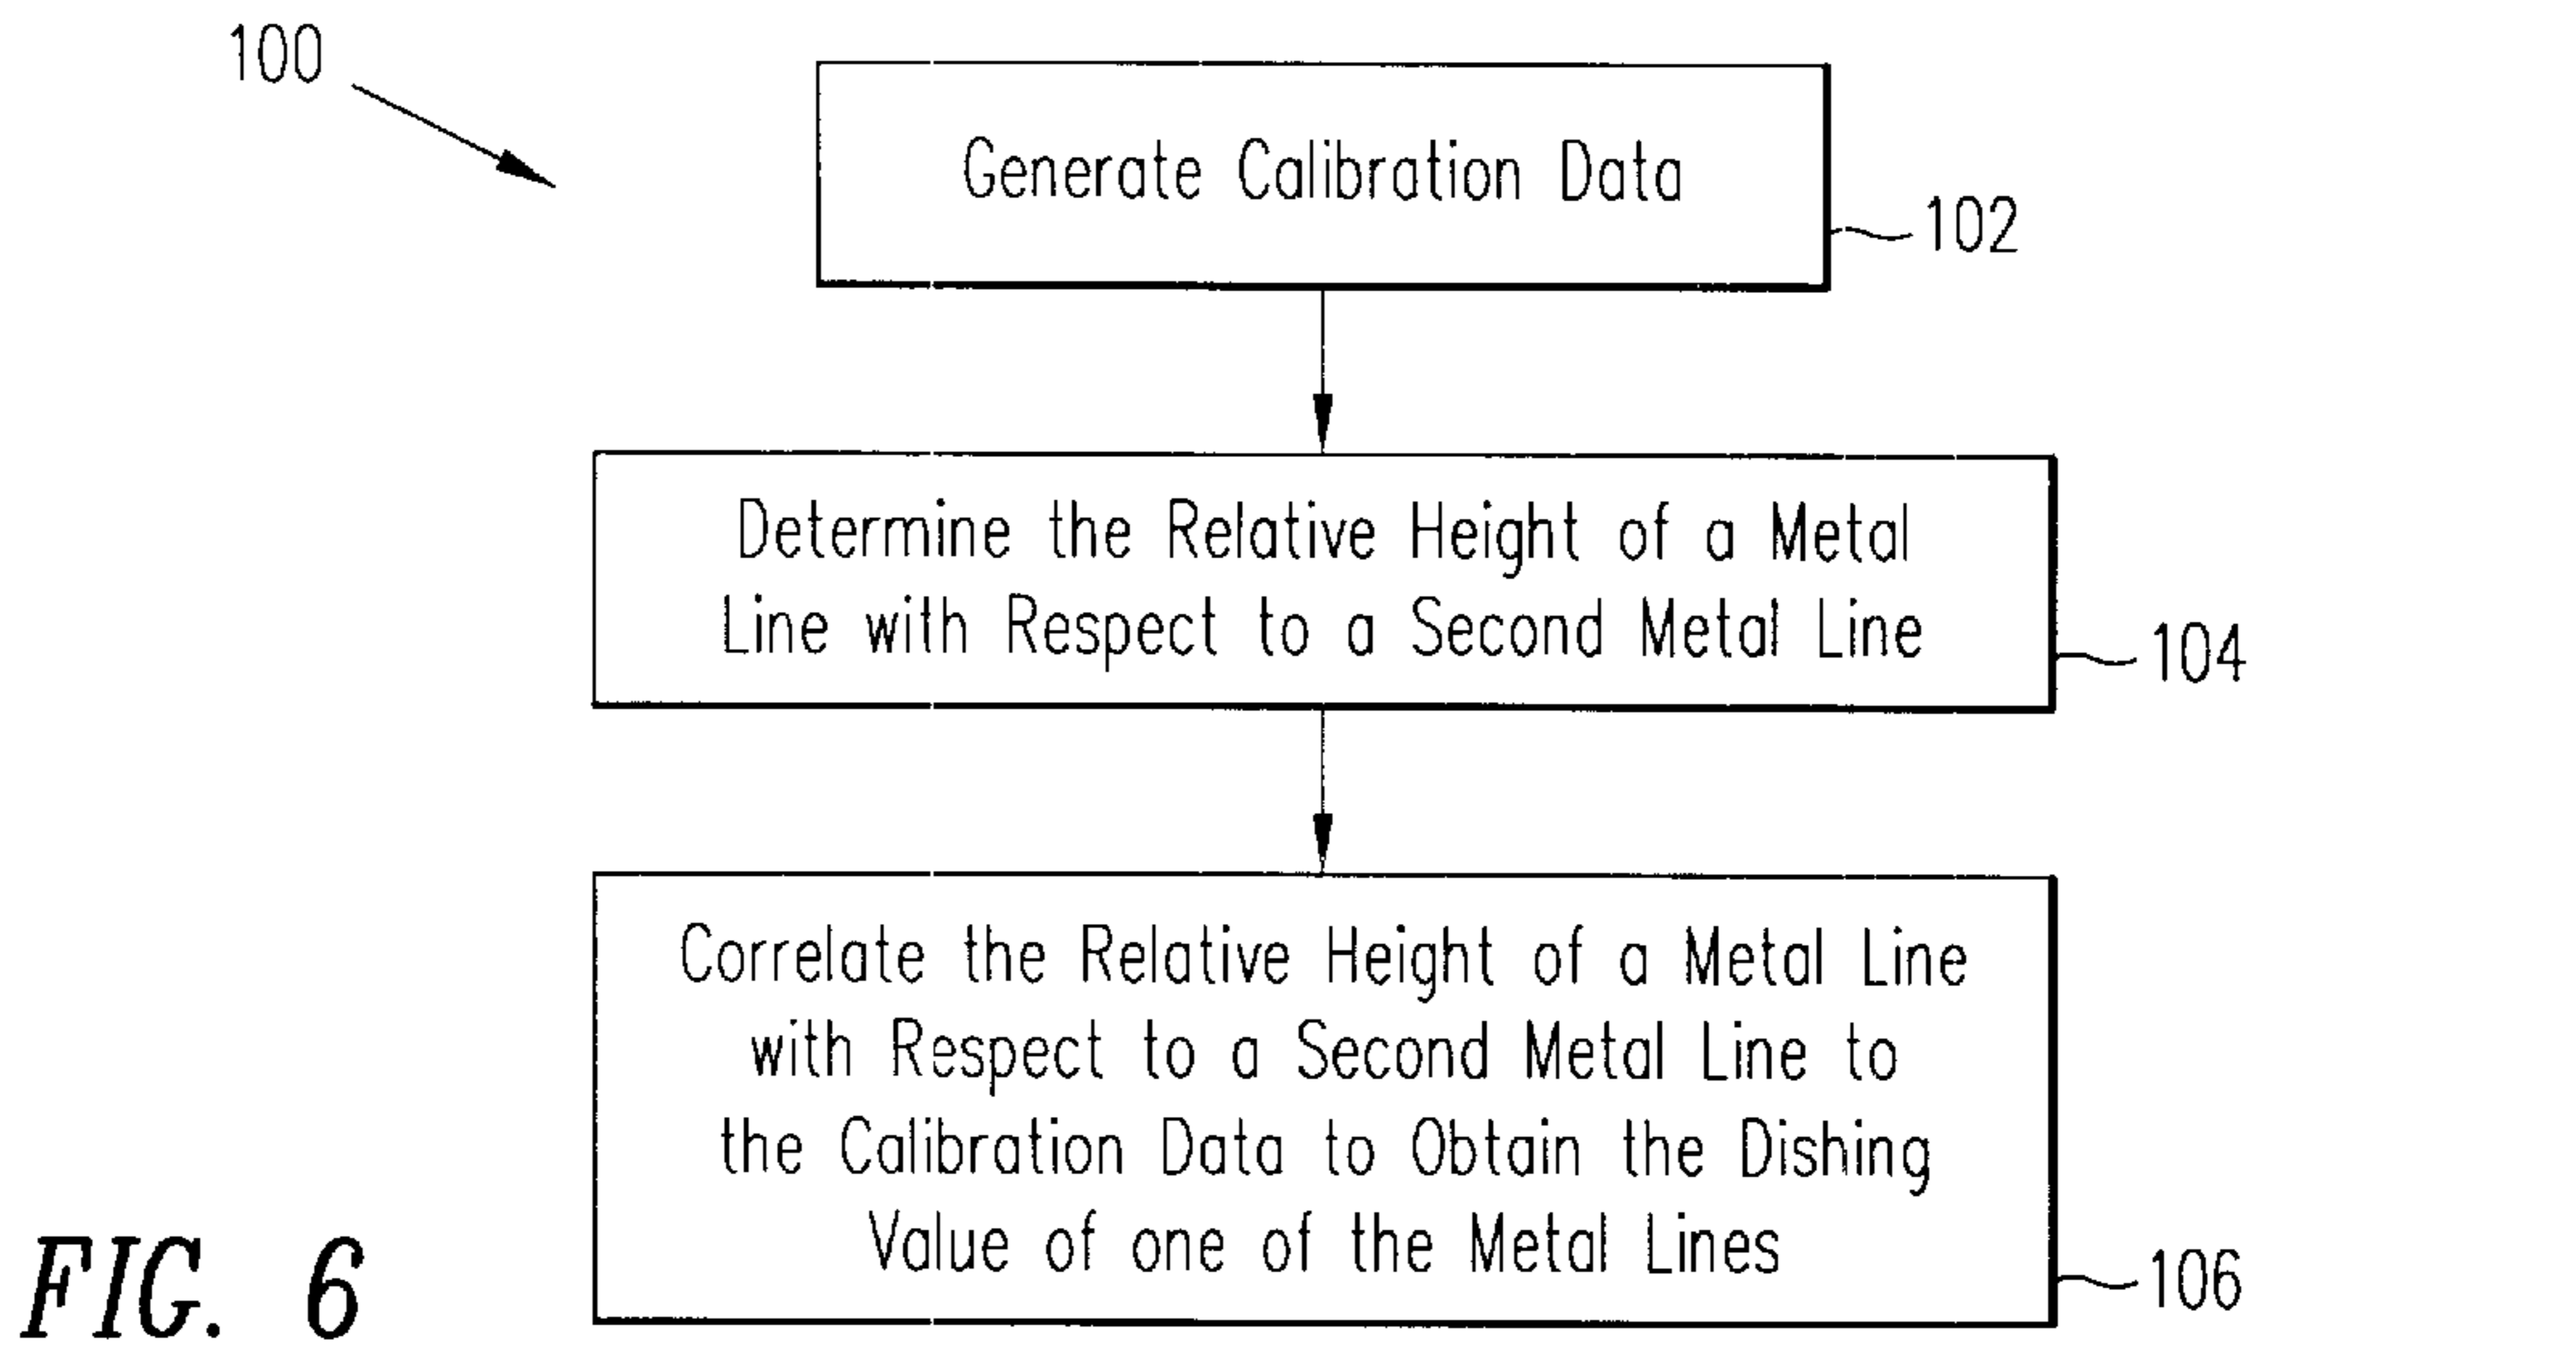 100
Generate Calibration Data
102
Determine the Relative Height of a Metal
Line with Respect to a Second Metal Line
104
Correlate the Relative Height of a Metal Line
with Respect to a Second Metal Line to
the Calibration Data to Obtain the Dishing
Value of one of the Metal Lines
106
FIG. 6